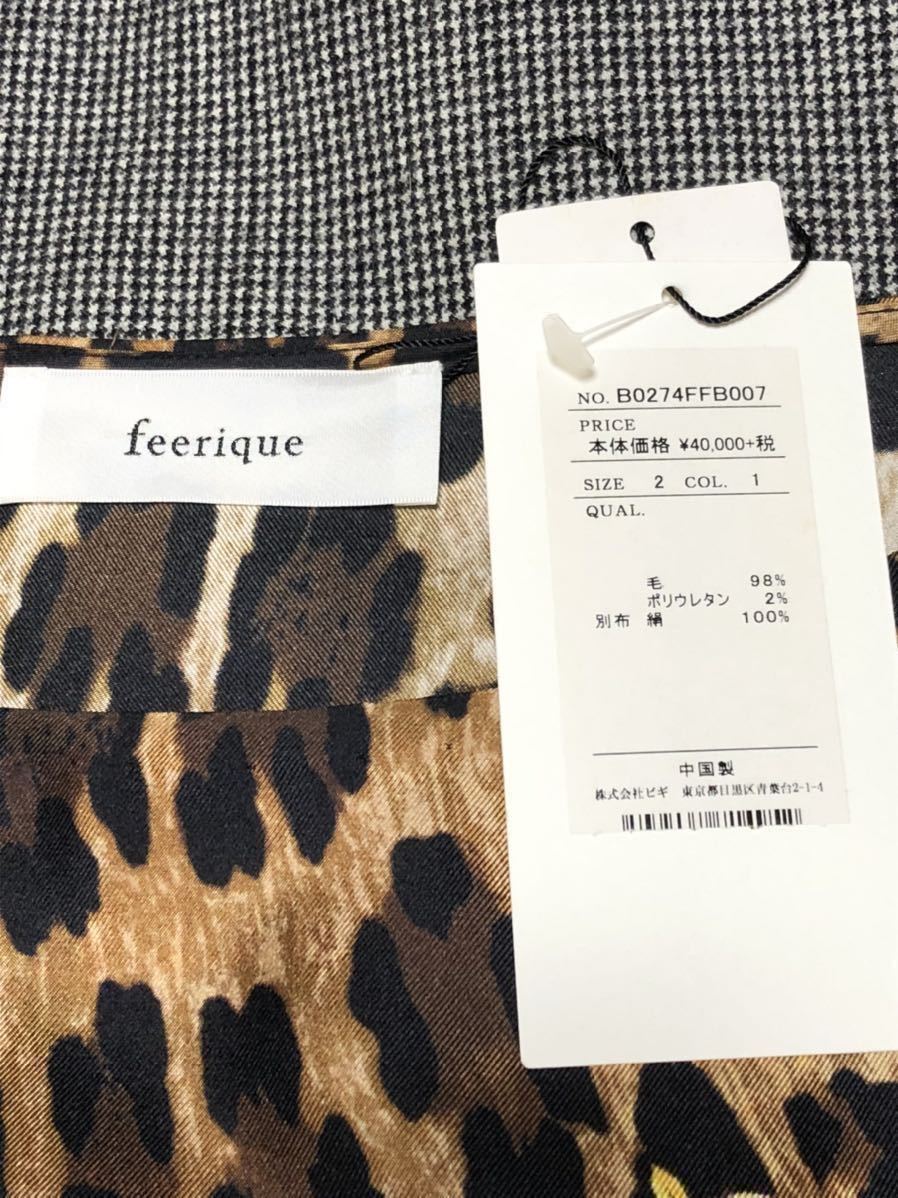 feerique
NO. B0274FFB007
PRICE
本体価格 ¥40,000+税
SIZE 2 COL. 1
QUAL.
毛 98%
ポリウレタン 2%
別布 絹 100%
中国製
株式会社ビギ 東京都目黒区青葉台2-1-4